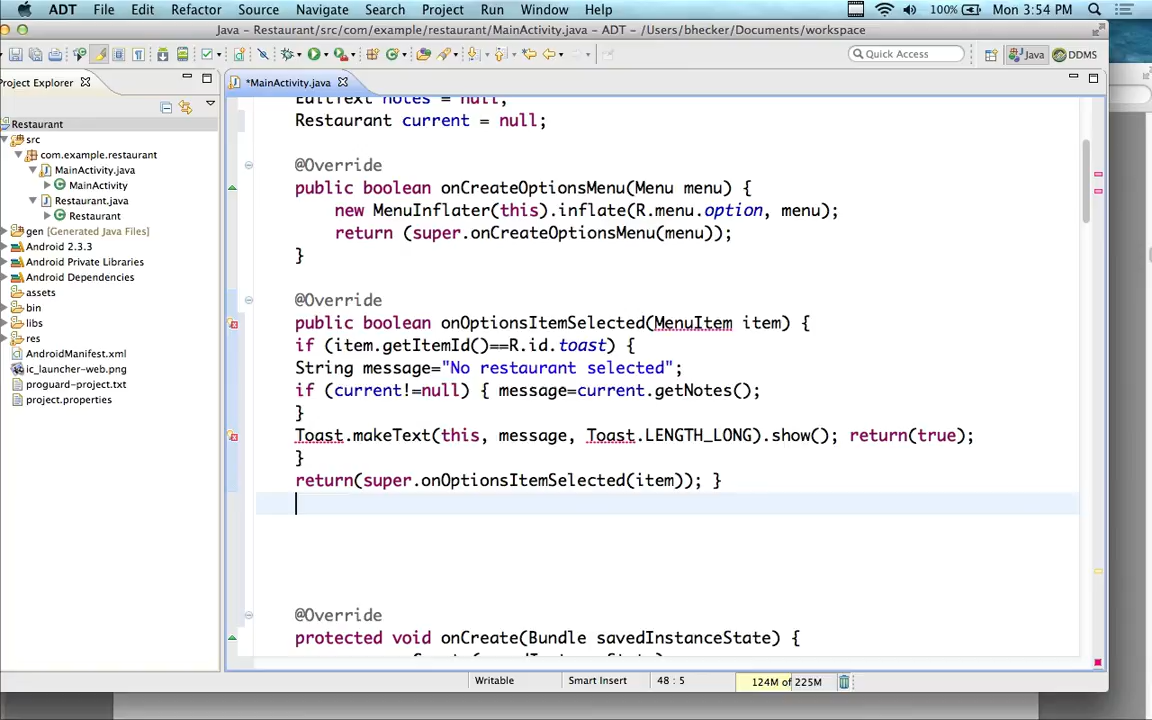 ADT File Edit Refactor Source Navigate Search Project Run Window Help 100% Mon 3:54 PM
Java - Restaurant/src/com/example/restaurant/MainActivity.java - ADT - /Users/bhecker/Documents/workspace
Quick Access Java DDMS
Project Explorer
*MainActivity.java
Restaurant
src
com.example.restaurant
MainActivity.java
MainActivity
Restaurant.java
Restaurant
gen [Generated Java Files]
Android 2.3.3
Android Private Libraries
Android Dependencies
assets
bin
libs
res
AndroidManifest.xml
ic_launcher-web.png
proguard-project.txt
project.properties
EditText notes = null;
Restaurant current = null;
@Override
public boolean onCreateOptionsMenu(Menu menu) {
new MenuInflater(this).inflate(R.menu.option, menu);
return (super.onCreateOptionsMenu(menu));
}
@Override
public boolean onOptionsItemSelected(MenuItem item) {
if (item.getItemId()==R.id.toast) {
String message="No restaurant selected";
if (current!=null) { message=current.getNotes();
}
Toast.makeText(this, message, Toast.LENGTH_LONG).show(); return(true);
}
return(super.onOptionsItemSelected(item)); }
@Override
protected void onCreate(Bundle savedInstanceState) {
Writable Smart Insert 48 : 5 124M of 225M